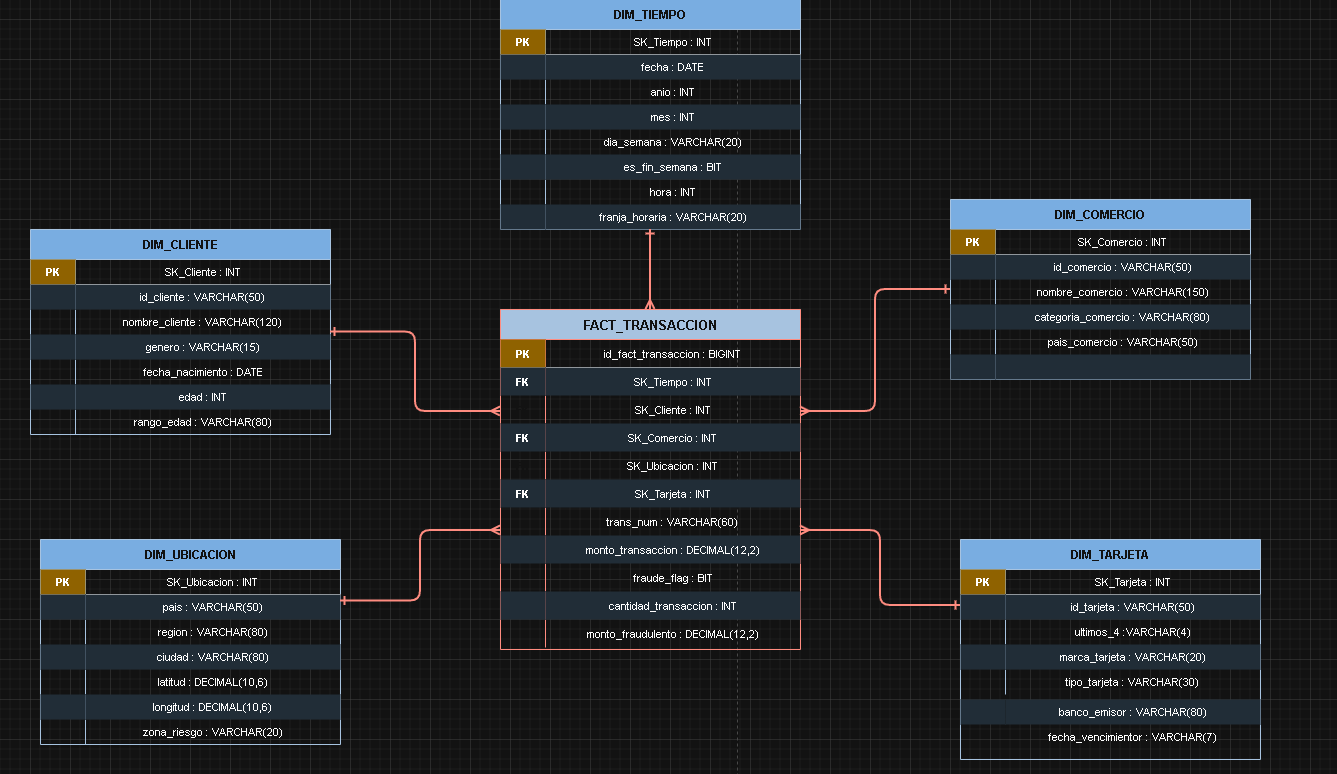 DIM_TIEMPO
PK SK_Tiempo : INT
fecha : DATE
anio : INT
mes : INT
dia_semana : VARCHAR(20)
es_fin_semana : BIT
hora : INT
franja_horaria : VARCHAR(20)
DIM_CLIENTE
PK SK_Cliente : INT
id_cliente : VARCHAR(50)
nombre_cliente : VARCHAR(120)
genero : VARCHAR(15)
fecha_nacimiento : DATE
edad : INT
rango_edad : VARCHAR(80)
DIM_COMERCIO
PK SK_Comercio : INT
id_comercio : VARCHAR(50)
nombre_comercio : VARCHAR(150)
categoria_comercio : VARCHAR(80)
pais_comercio : VARCHAR(50)
FACT_TRANSACCION
PK id_fact_transaccion : BIGINT
FK SK_Tiempo : INT
SK_Cliente : INT
FK SK_Comercio : INT
SK_Ubicacion : INT
FK SK_Tarjeta : INT
trans_num : VARCHAR(60)
monto_transaccion : DECIMAL(12,2)
fraude_flag : BIT
cantidad_transaccion : INT
monto_fraudulento : DECIMAL(12,2)
DIM_UBICACION
PK SK_Ubicacion : INT
pais : VARCHAR(50)
region : VARCHAR(80)
ciudad : VARCHAR(80)
latitud : DECIMAL(10,6)
longitud : DECIMAL(10,6)
zona_riesgo : VARCHAR(20)
DIM_TARJETA
PK SK_Tarjeta : INT
id_tarjeta : VARCHAR(50)
ultimos_4 :VARCHAR(4)
marca_tarjeta : VARCHAR(20)
tipo_tarjeta : VARCHAR(30)
banco_emisor : VARCHAR(80)
fecha_vencimientor : VARCHAR(7)